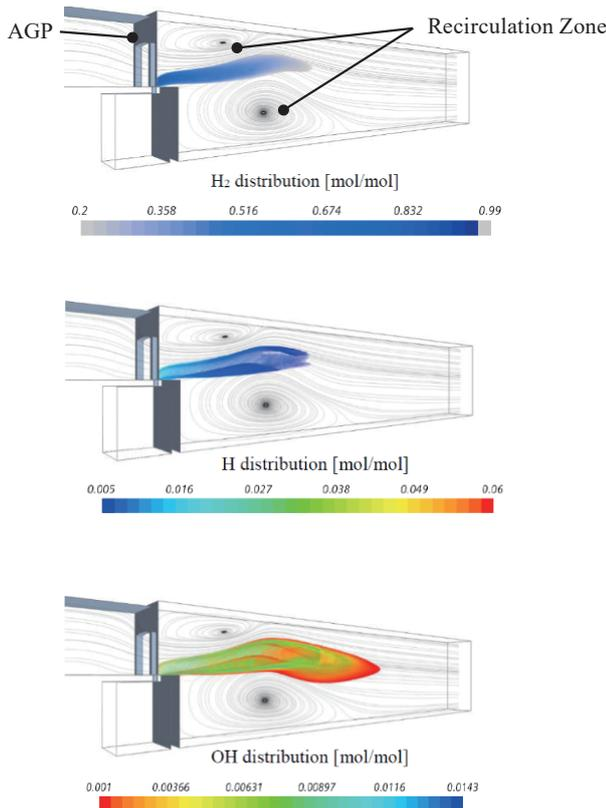 AGP
Recirculation Zone
H₂ distribution [mol/mol]
0.2 0.358 0.516 0.674 0.832 0.99
H distribution [mol/mol]
0.005 0.016 0.027 0.038 0.049 0.06
OH distribution [mol/mol]
0.001 0.00366 0.00631 0.00897 0.0116 0.0143